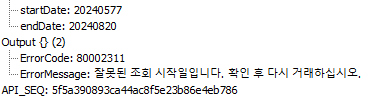 startDate: 20240577
endDate: 20240820
Output {} (2)
ErrorCode: 80002311
ErrorMessage: 잘못된 조회 시작일입니다. 확인 후 다시 거래하십시오.
API_SEQ: 5f5a390893ca44ac8f5e23b86e4eb786